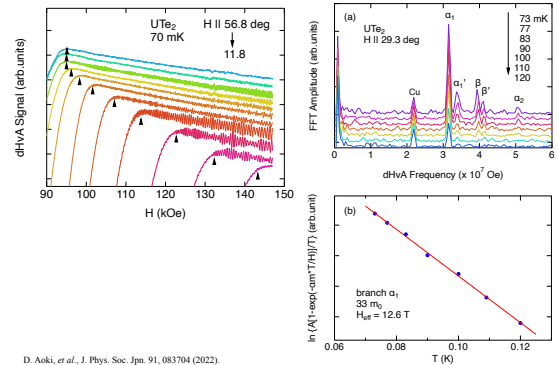 UTe2
70 mK
H || 56.8 deg
11.8
dHvA Signal (arb.units)
90
100
110
120
130
140
150
H (kOe)
(a)
UTe2
H || 29.3 deg
α1
73 mK
77
83
90
100
110
120
Cu
α1'
β
β'
α2
FFT Amplitude (arb.unit)
0
1
2
3
4
5
6
dHvA Frequency (x 10^7 Oe)
(b)
ln {A[1-exp(-αm*T/H)]/T} (arb.unit)
branch α1
33 m0
Heff = 12.6 T
0.06
0.08
0.10
0.12
T (K)
D. Aoki, et al., J. Phys. Soc. Jpn. 91, 083704 (2022).